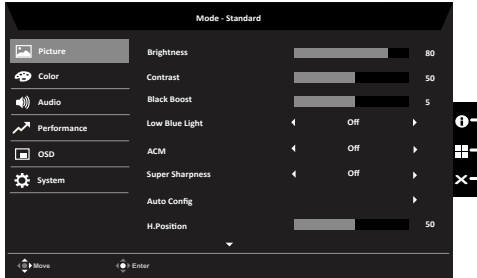 Mode - Standard
Picture
Brightness 80
Color
Contrast 50
Audio
Black Boost 5
Performance
Low Blue Light Off
OSD
ACM Off
System
Super Sharpness Off
Auto Config
H.Position 50
Move Enter